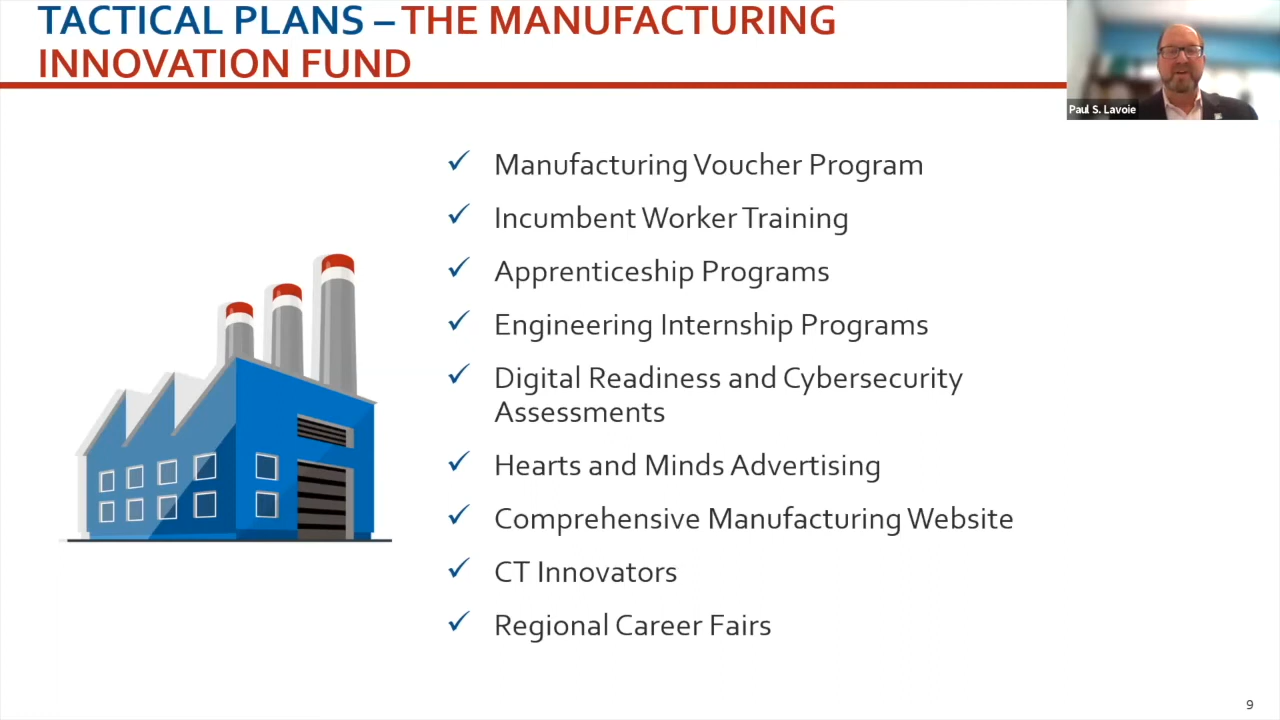 TACTICAL PLANS – THE MANUFACTURING
INNOVATION FUND
Paul S. Lavoie
Manufacturing Voucher Program
Incumbent Worker Training
Apprenticeship Programs
Engineering Internship Programs
Digital Readiness and Cybersecurity
Assessments
Hearts and Minds Advertising
Comprehensive Manufacturing Website
CT Innovators
Regional Career Fairs
9